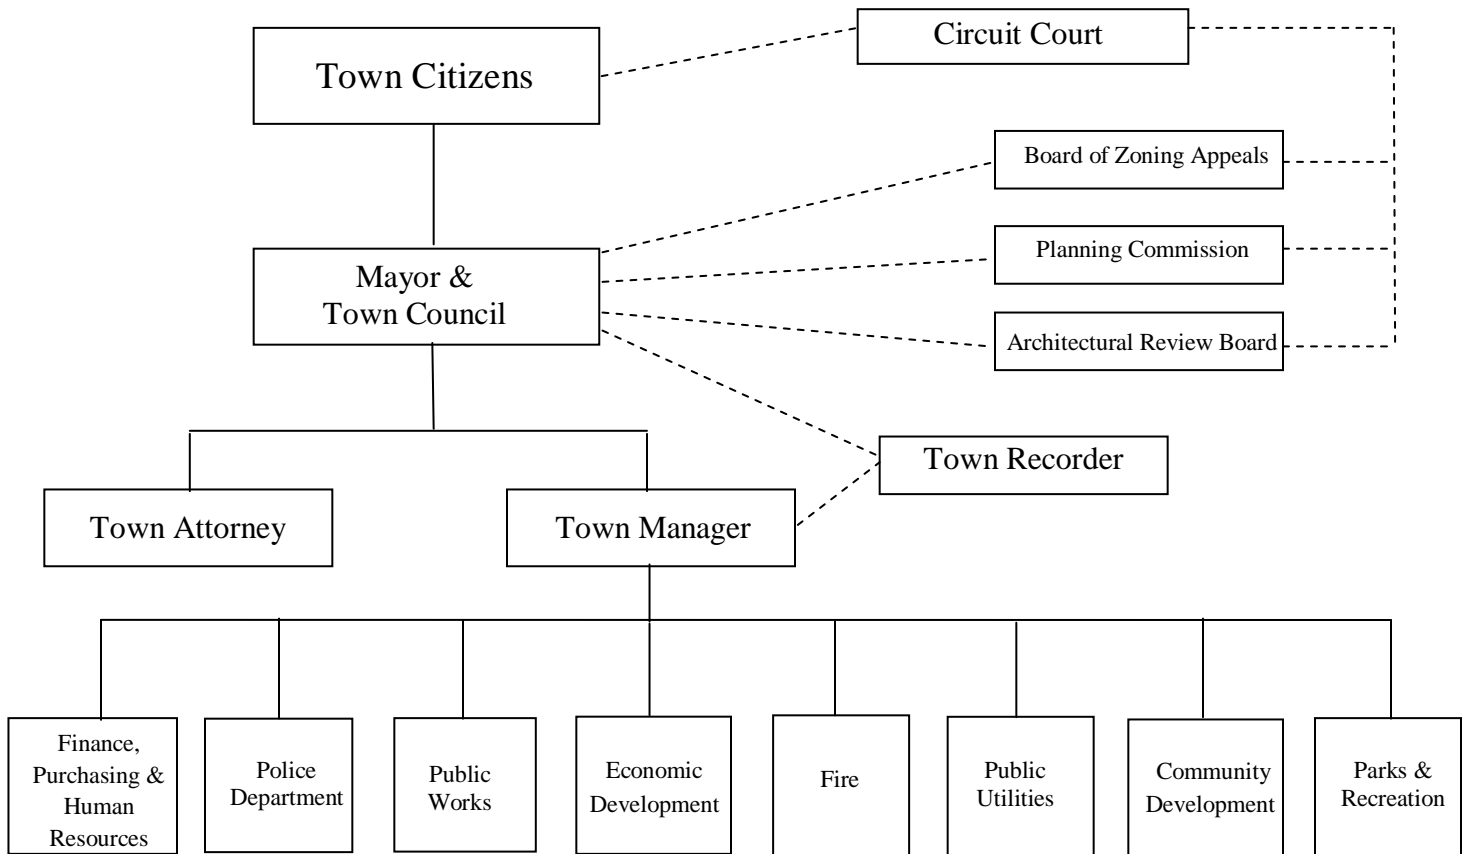 Town Citizens
Circuit Court
Board of Zoning Appeals
Mayor &
Town Council
Planning Commission
Architectural Review Board
Town Recorder
Town Attorney
Town Manager
Finance,
Purchasing &
Human
Resources
Police
Department
Public
Works
Economic
Development
Fire
Public
Utilities
Community
Development
Parks &
Recreation